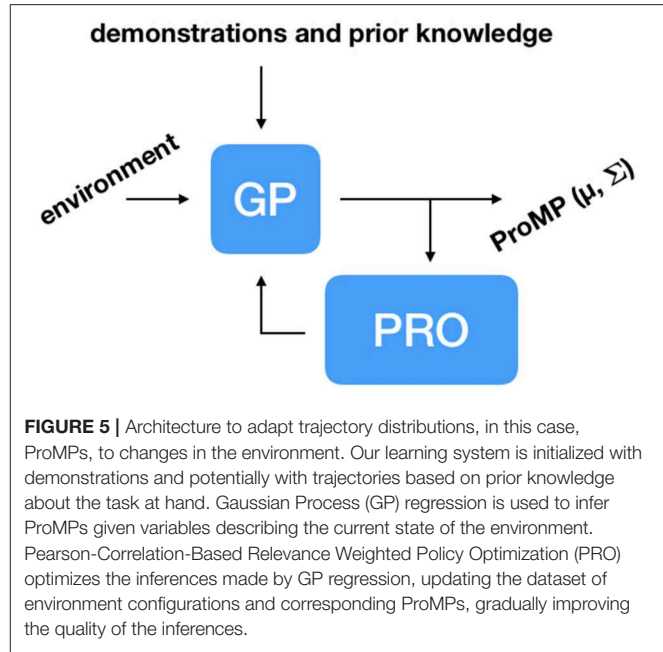 demonstrations and prior knowledge
environment
GP
ProMP (μ, Σ)
PRO
FIGURE 5 | Architecture to adapt trajectory distributions, in this case,
ProMPs, to changes in the environment. Our learning system is initialized with
demonstrations and potentially with trajectories based on prior knowledge
about the task at hand. Gaussian Process (GP) regression is used to infer
ProMPs given variables describing the current state of the environment.
Pearson-Correlation-Based Relevance Weighted Policy Optimization (PRO)
optimizes the inferences made by GP regression, updating the dataset of
environment configurations and corresponding ProMPs, gradually improving
the quality of the inferences.